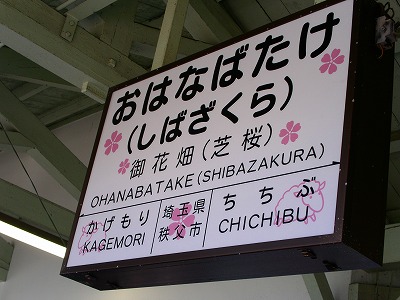 おはなばたけ
(しばざくら)
御花畑(芝桜)
OHANABATAKE(SHIBAZAKURA)
かげもり
KAGEMORI
埼玉県
秩父市
ちちぶ
CHICHIBU